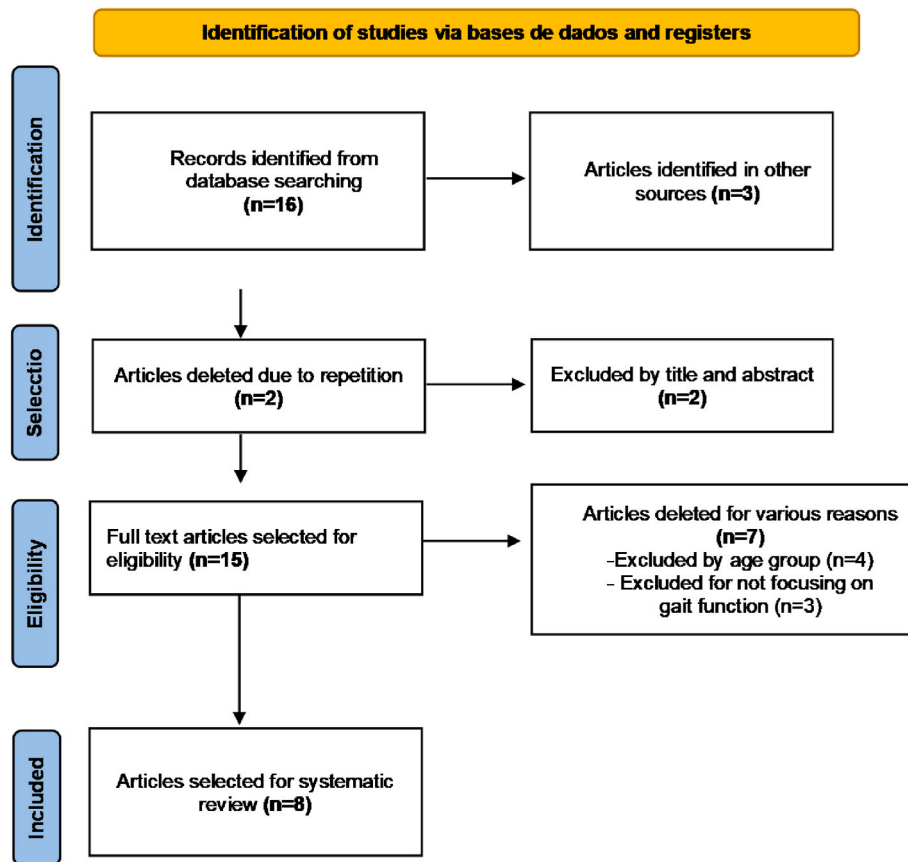 Identification of studies via bases de dados and registers
Identification
Records identified from
database searching
(n=16)
Articles identified in other
sources (n=3)
Selecctio
Articles deleted due to repetition
(n=2)
Excluded by title and abstract
(n=2)
Eligibility
Full text articles selected for
eligibility (n=15)
Articles deleted for various reasons
(n=7)
-Excluded by age group (n=4)
- Excluded for not focusing on
gait function (n=3)
Included
Articles selected for systematic
review (n=8)